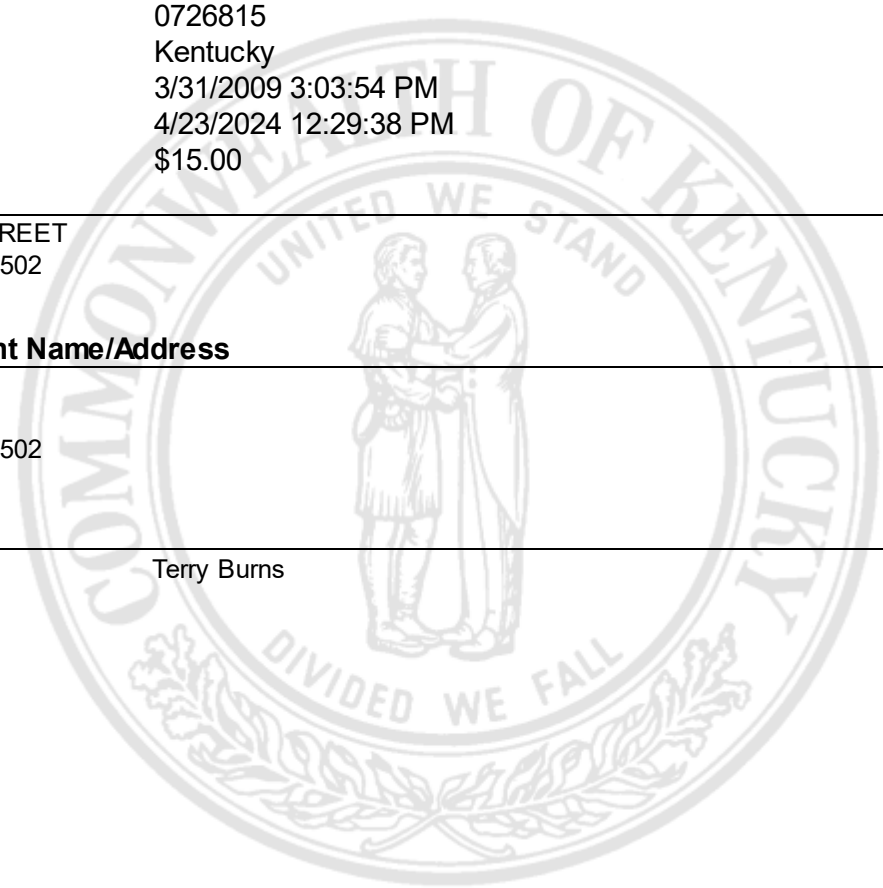 0726815
Kentucky
3/31/2009 3:03:54 PM
4/23/2024 12:29:38 PM
$15.00
REET
502
nt Name/Address
502
Terry Burns
COMMONWEALTH OF KENTUCKY
UNITED WE STAND
DIVIDED WE FALL